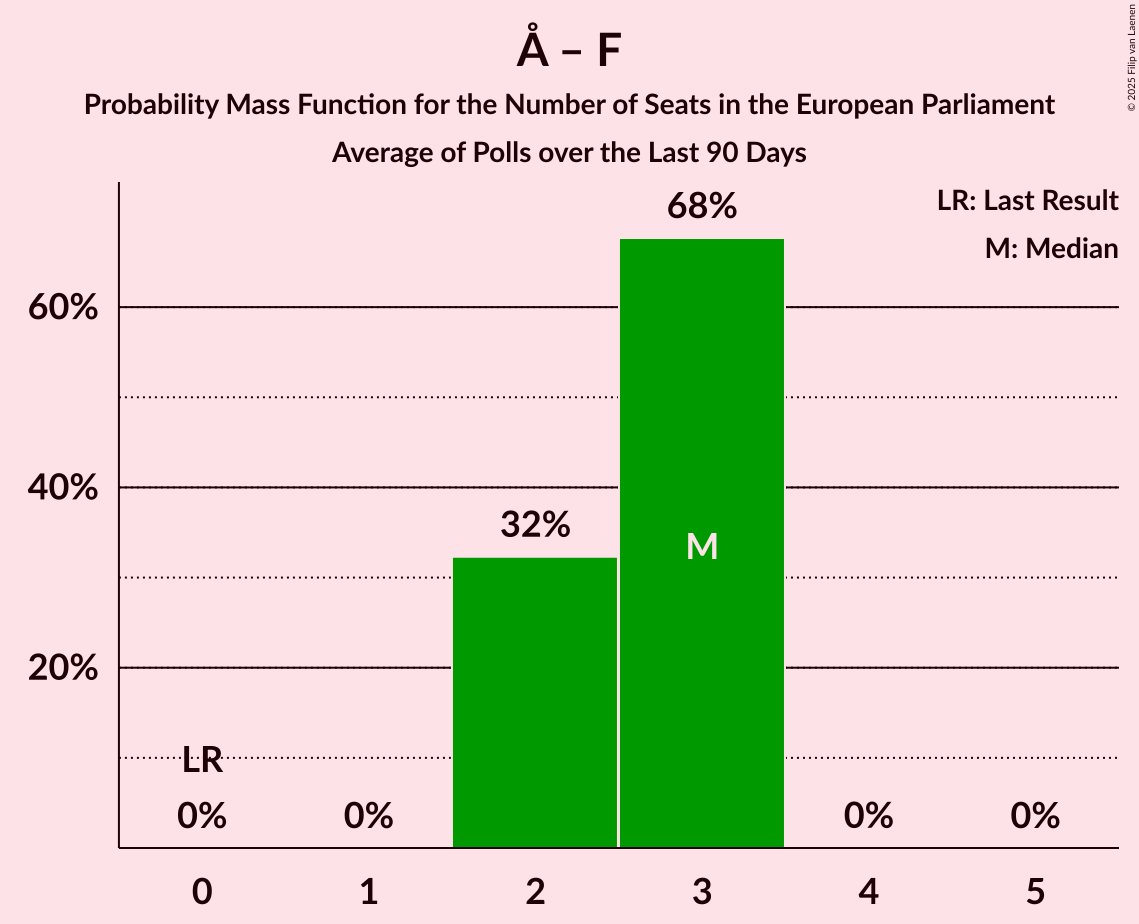 Å – F
Probability Mass Function for the Number of Seats in the European Parliament
Average of Polls over the Last 90 Days
© 2025 Filip van Laenen
LR: Last Result
M: Median
68%
60%
40%
32%
M
20%
LR
0%
0%
0%
0%
0
1
2
3
4
5